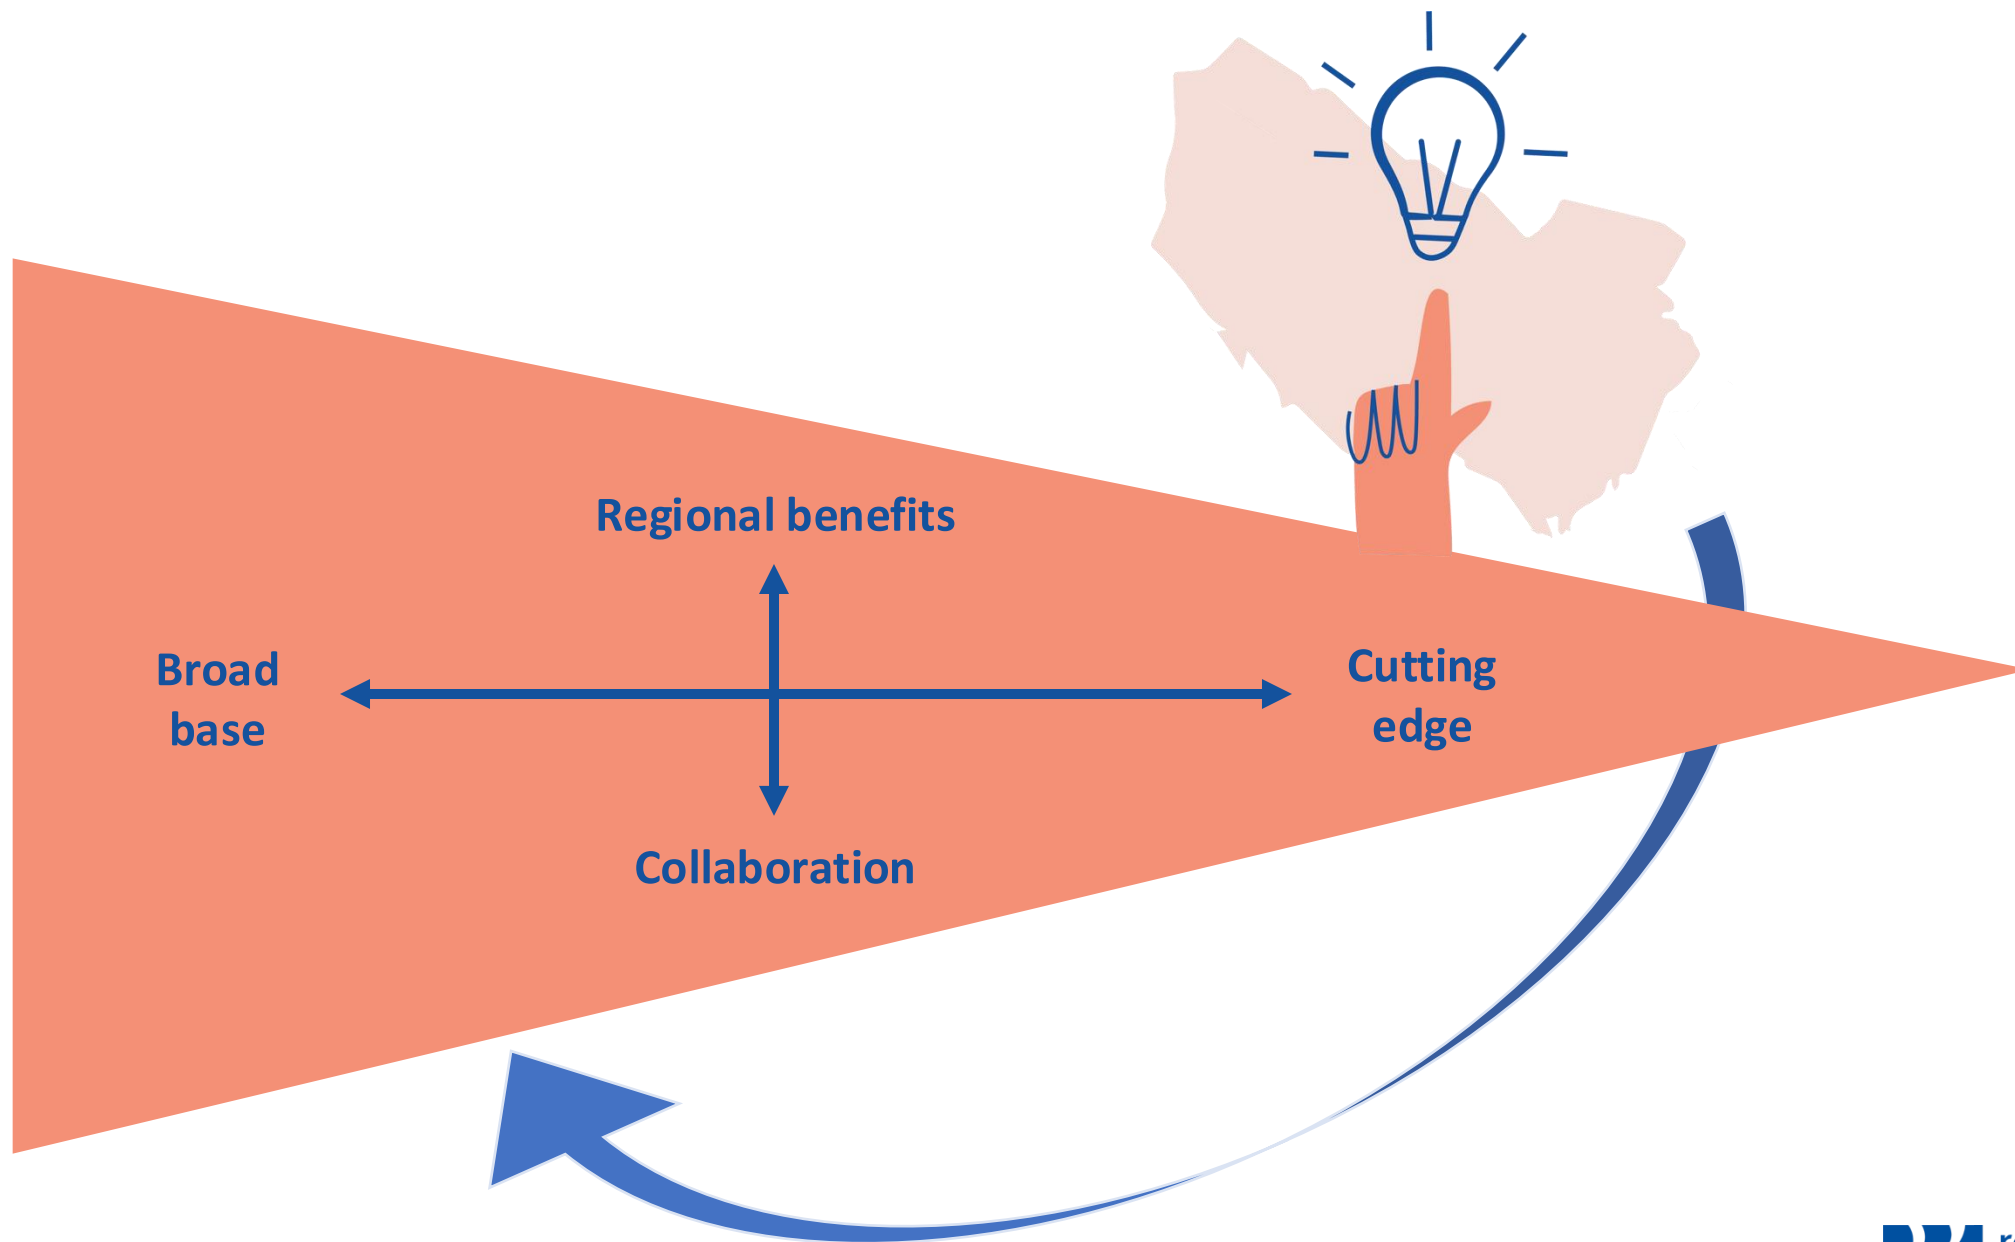 Regional benefits
Broad
base
Cutting
edge
Collaboration